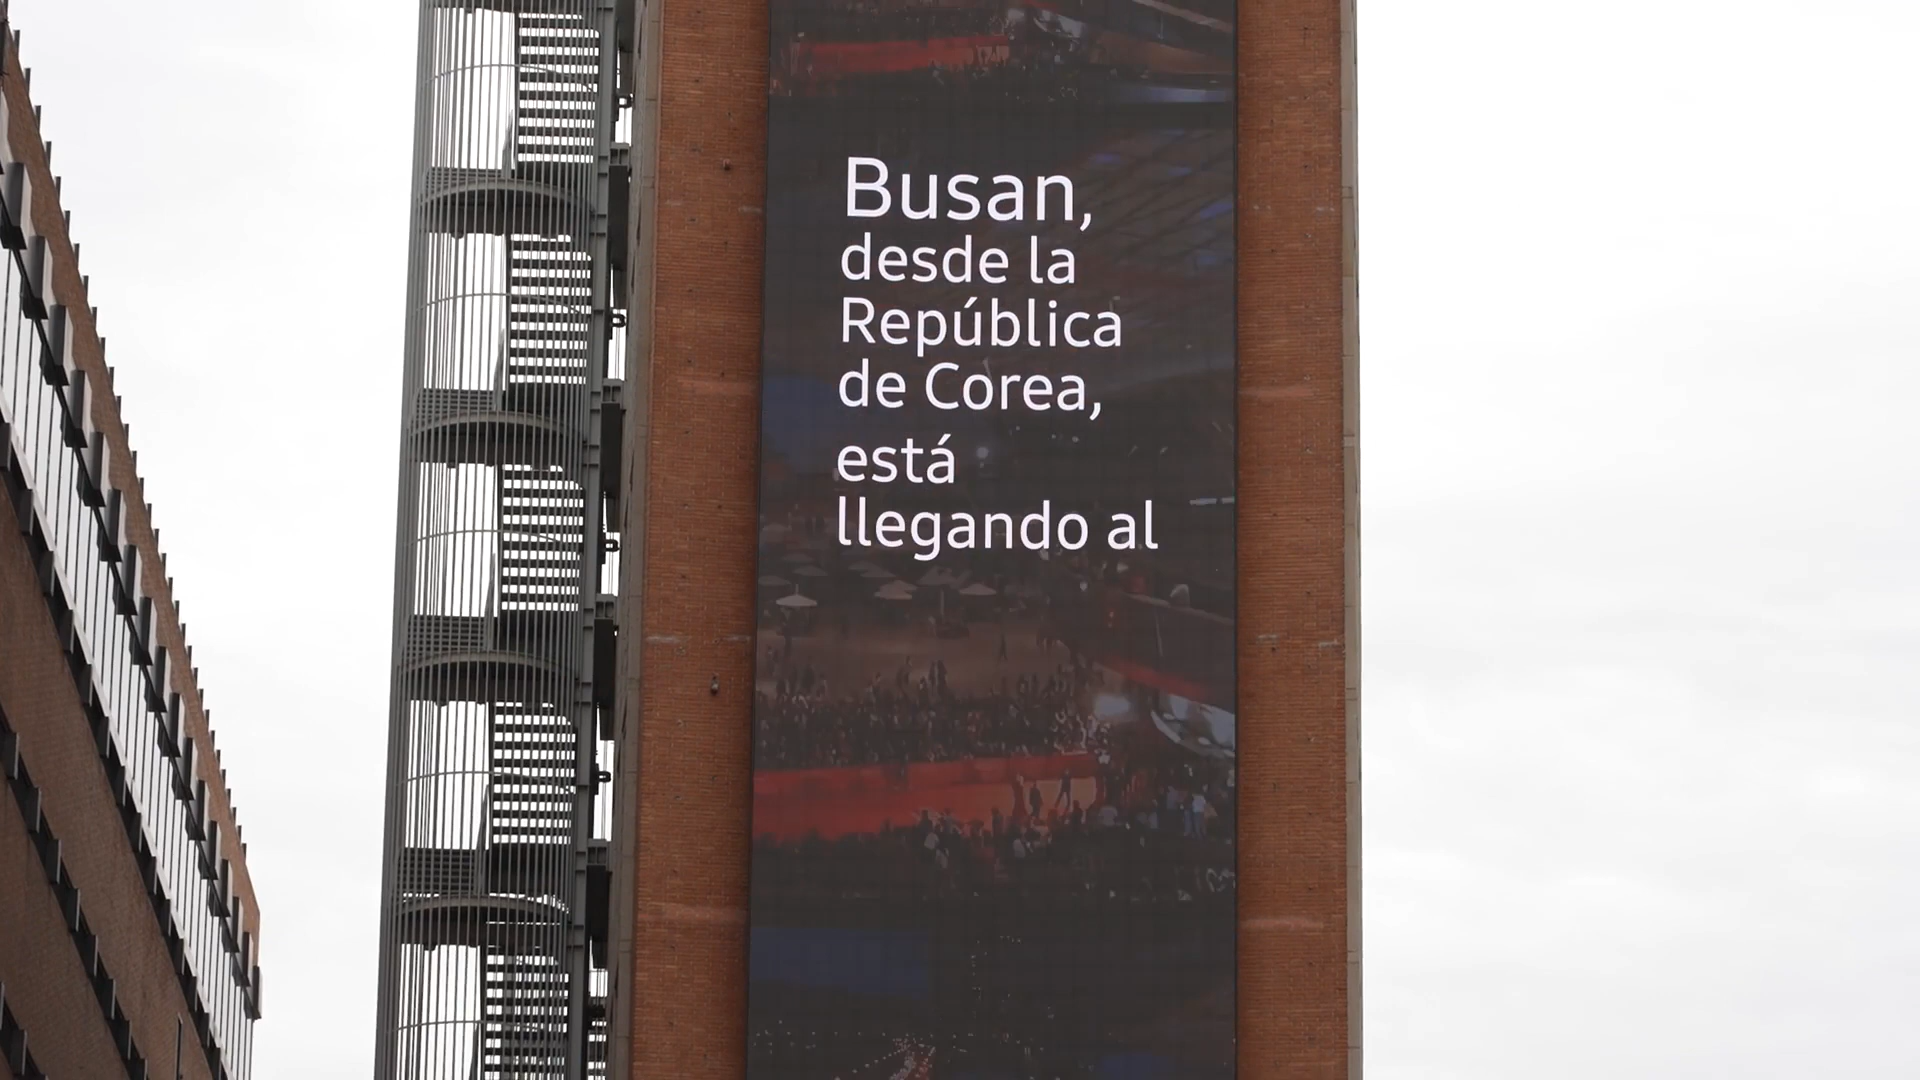 Busan,
desde la
República
de Corea,
está
llegando al